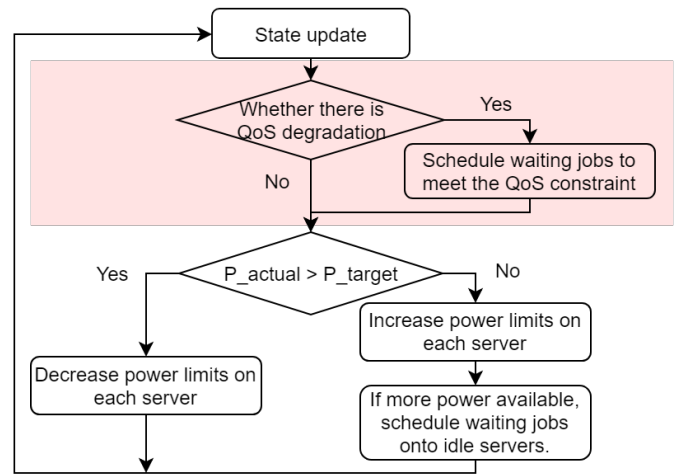 State update
Whether there is
QoS degradation
Yes
Schedule waiting jobs to
meet the QoS constraint
No
P_actual > P_target
Yes
No
Increase power limits on
each server
Decrease power limits on
each server
If more power available,
schedule waiting jobs
onto idle servers.